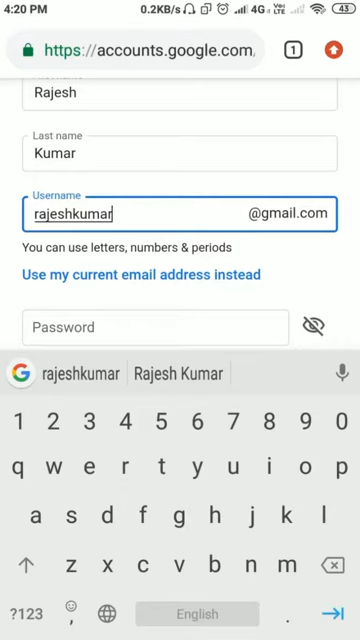 4:20 PM 0.2KB/s 4G VoLTE 43
https://accounts.google.com/ 1
Rajesh
Last name
Kumar
Username
rajeshkumar @gmail.com
You can use letters, numbers & periods
Use my current email address instead
Password
G rajeshkumar Rajesh Kumar
1 2 3 4 5 6 7 8 9 0
q w e r t y u i o p
a s d f g h j k l
z x c v b n m
?123 , English .